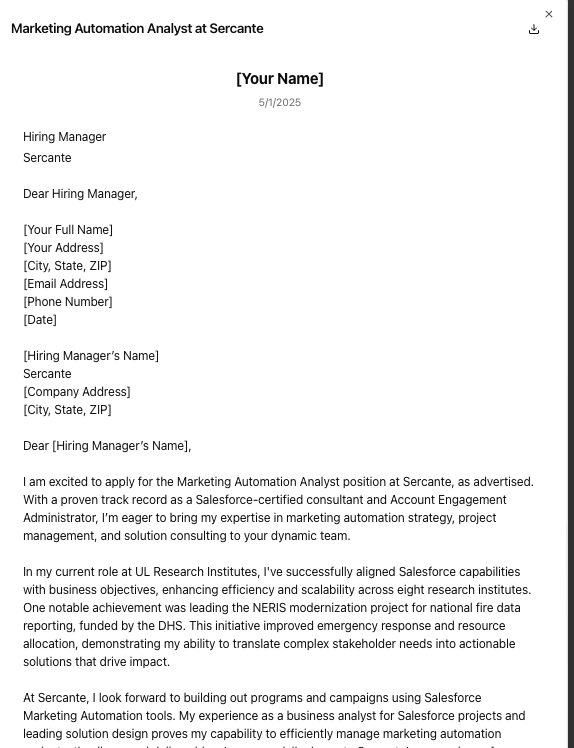 Marketing Automation Analyst at Sercante
[Your Name]
5/1/2025
Hiring Manager
Sercante
Dear Hiring Manager,
[Your Full Name]
[Your Address]
[City, State, ZIP]
[Email Address]
[Phone Number]
[Date]
[Hiring Manager’s Name]
Sercante
[Company Address]
[City, State, ZIP]
Dear [Hiring Manager’s Name],
I am excited to apply for the Marketing Automation Analyst position at Sercante, as advertised.
With a proven track record as a Salesforce-certified consultant and Account Engagement
Administrator, I’m eager to bring my expertise in marketing automation strategy, project
management, and solution consulting to your dynamic team.
In my current role at UL Research Institutes, I've successfully aligned Salesforce capabilities
with business objectives, enhancing efficiency and scalability across eight research institutes.
One notable achievement was leading the NERIS modernization project for national fire data
reporting, funded by the DHS. This initiative improved emergency response and resource
allocation, demonstrating my ability to translate complex stakeholder needs into actionable
solutions that drive impact.
At Sercante, I look forward to building out programs and campaigns using Salesforce
Marketing Automation tools. My experience as a business analyst for Salesforce projects and
leading solution design proves my capability to efficiently manage marketing automation